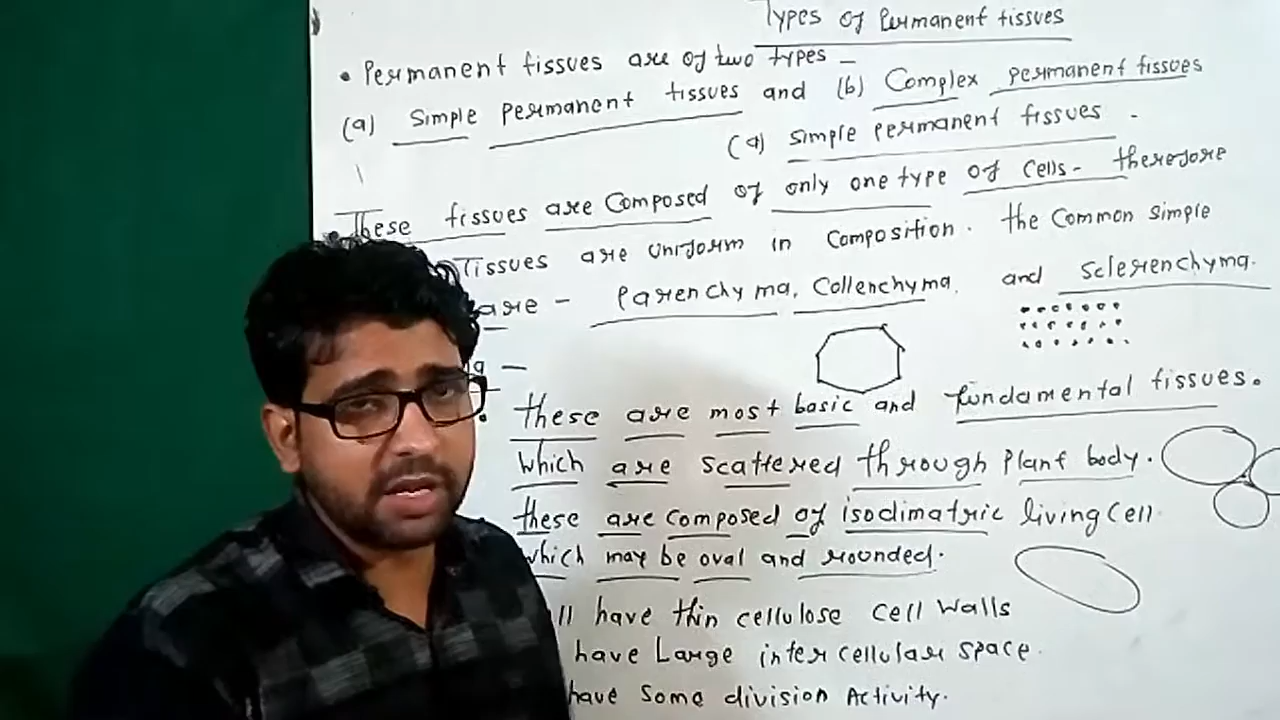 Types of Permanent tissues
• Permanent tissues are of two types –
(a) Simple permanent tissues and (b) Complex permanent tissues
(a) simple permanent tissues -
• These tissues are composed of only one type of cells- therefore
Tissues are uniform in composition. the common simple
are – Parenchyma, Collenchyma, and sclerenchyma.
• these are most basic and fundamental tissues.
which are scattered through plant body.
these are composed of isodimatric living cell
which may be oval and rounded.
have thin cellulose cell walls
have Large intercellular space.
have some division Activity.